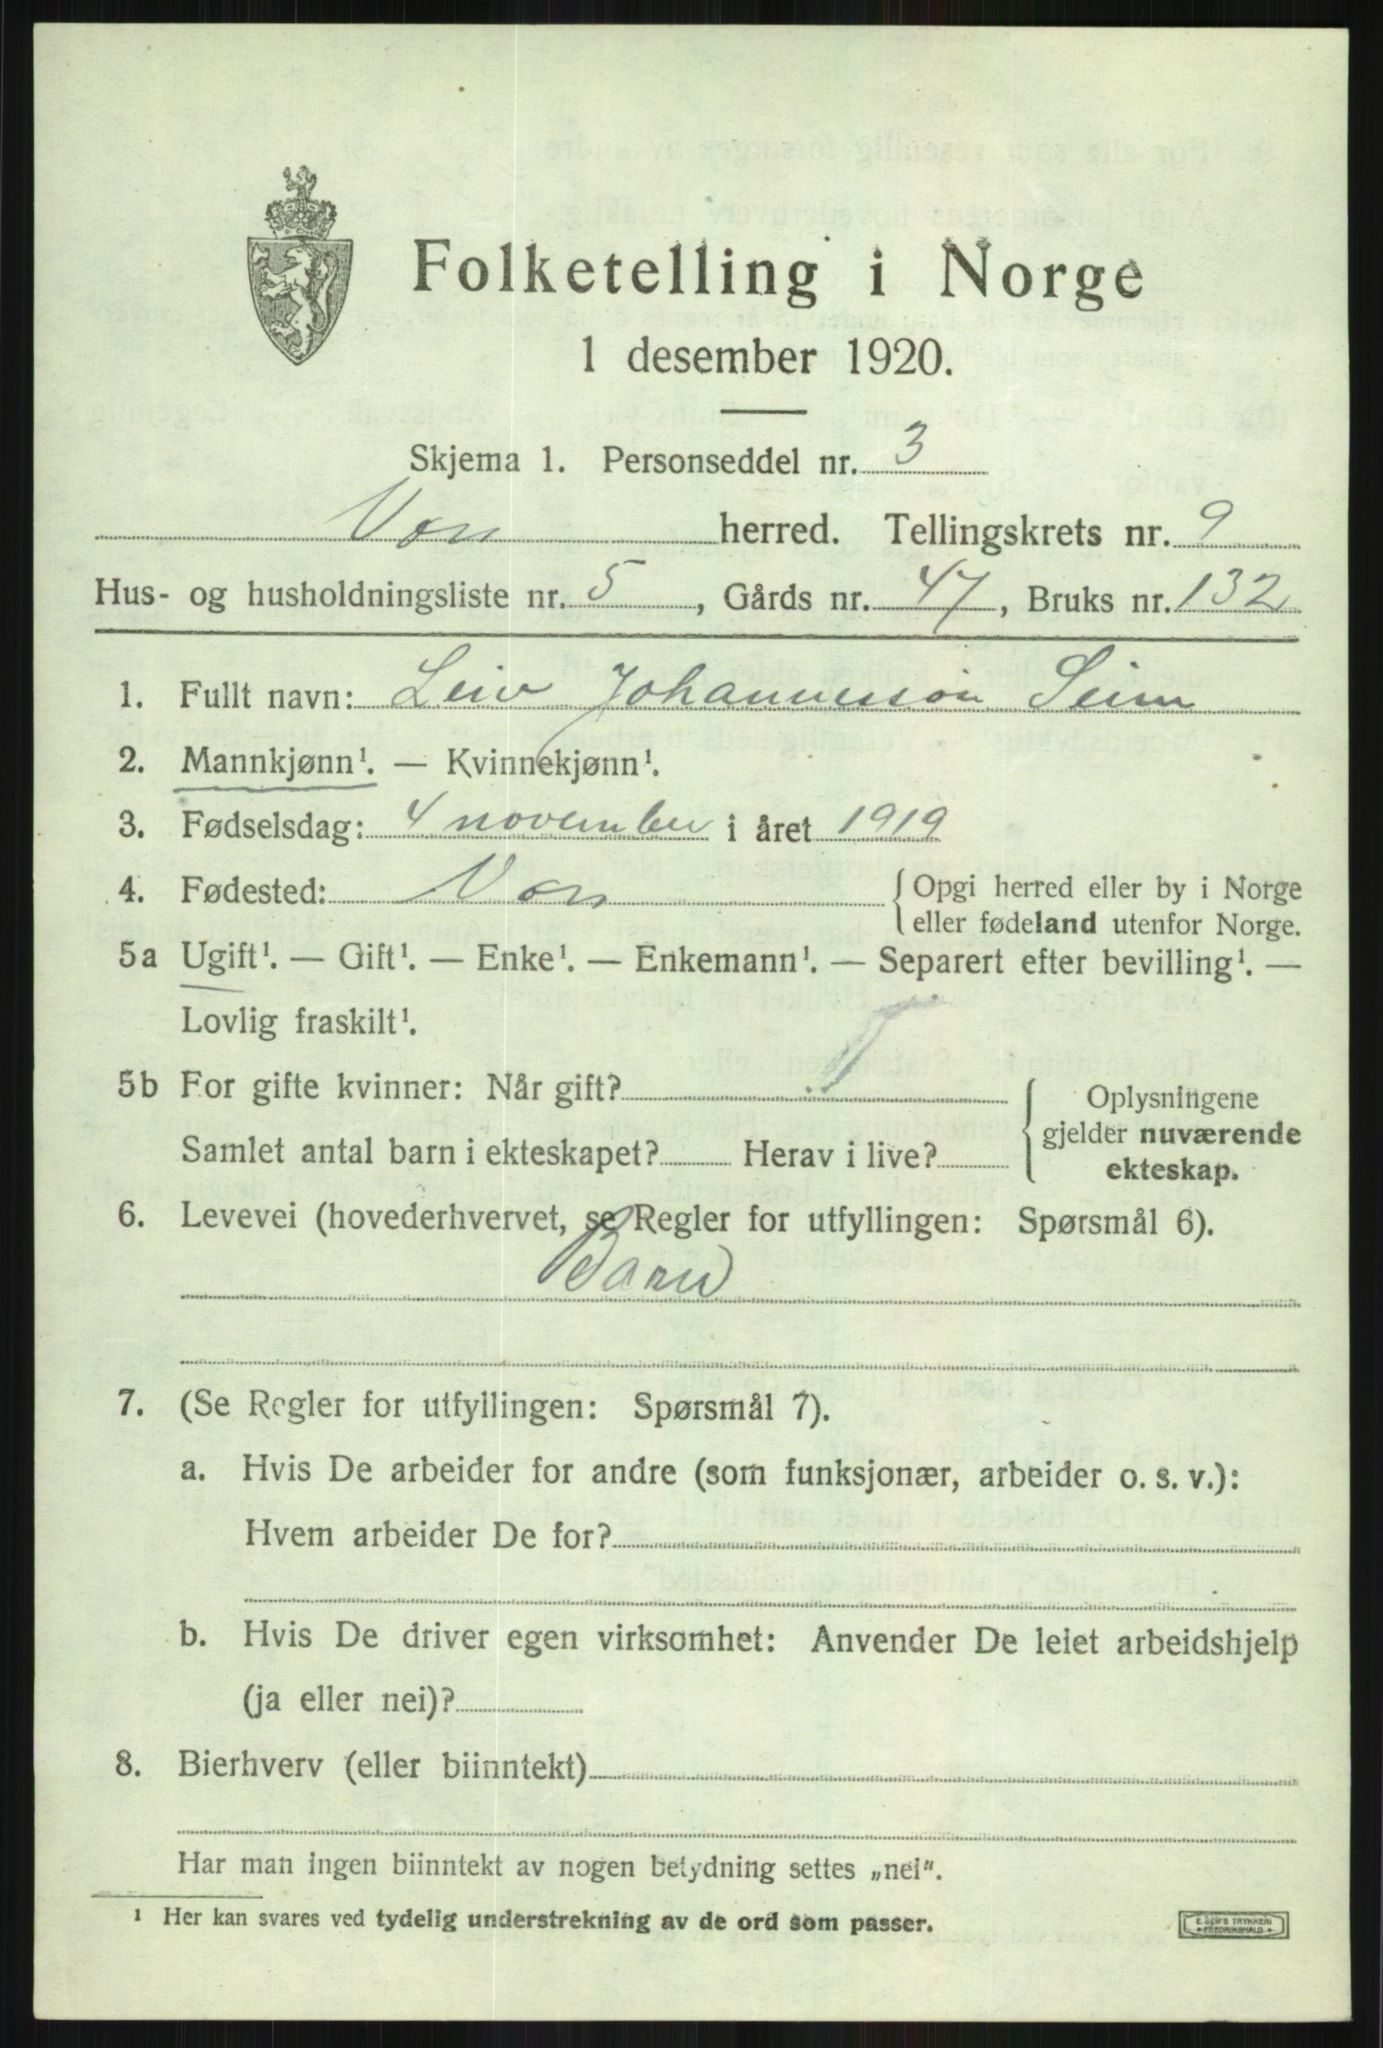 Folketelling i Norge
1 desember 1920.
Skjema 1. Personseddel nr. 3
Voss herred. Tellingskrets nr. 9
Hus- og husholdningsliste nr. 5, Gårds nr. 47, Bruks nr. 132
1. Fullt navn: Leiv Johannesson Seim
2. Mannkjønn¹. — Kvinnekjønn¹.
3. Fødselsdag: 4 november i året 1919
4. Fødested: Voss { Opgi herred eller by i Norge
eller fødeland utenfor Norge.
5a Ugift¹. — Gift¹. — Enke¹. — Enkemann¹. — Separert efter bevilling¹. —
Lovlig fraskilt¹.
5b For gifte kvinner: Når gift? { Oplysningene
gjelder nuværende
Samlet antal barn i ekteskapet? Herav i live? ekteskap.
6. Levevei (hovederhvervet, se Regler for utfyllingen: Spørsmål 6).
Barn
7. (Se Regler for utfyllingen: Spørsmål 7).
a. Hvis De arbeider for andre (som funksjonær, arbeider o. s. v.):
Hvem arbeider De for?
b. Hvis De driver egen virksomhet: Anvender De leiet arbeidshjelp
(ja eller nei)?
8. Bierhverv (eller biinntekt)
Har man ingen biinntekt av nogen betydning settes „nei".
¹ Her kan svares ved tydelig understrekning av de ord som passer.
E. SEM'S TRYKKERI
FREDRIKSHALD